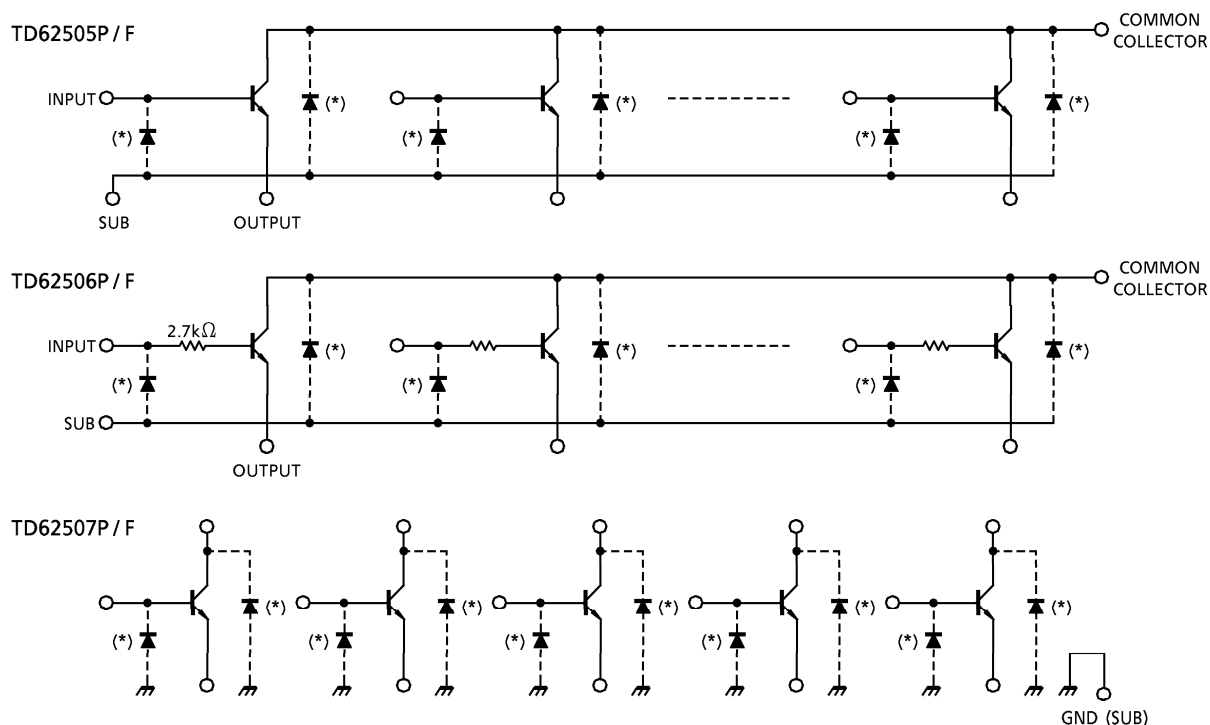 TD62505P / F
COMMON
COLLECTOR
INPUT
(*)
(*)
(*)
(*)
(*)
(*)
SUB
OUTPUT
TD62506P / F
COMMON
COLLECTOR
2.7kΩ
INPUT
(*)
(*)
(*)
(*)
(*)
(*)
SUB
OUTPUT
TD62507P / F
(*)
(*)
(*)
(*)
(*)
(*)
(*)
(*)
(*)
(*)
GND (SUB)